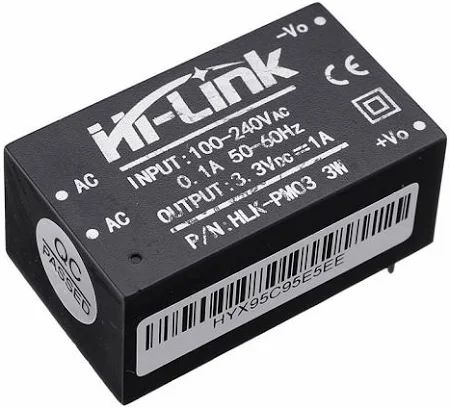 Hi-Link
INPUT:100-240VAC
0.1A 50-60Hz
OUTPUT:3.3VDC⎓1A
P/N:HLK-PM03 3W
AC
AC
-Vo
+Vo
CE
QC
PASSED
HYX95C95E5EE